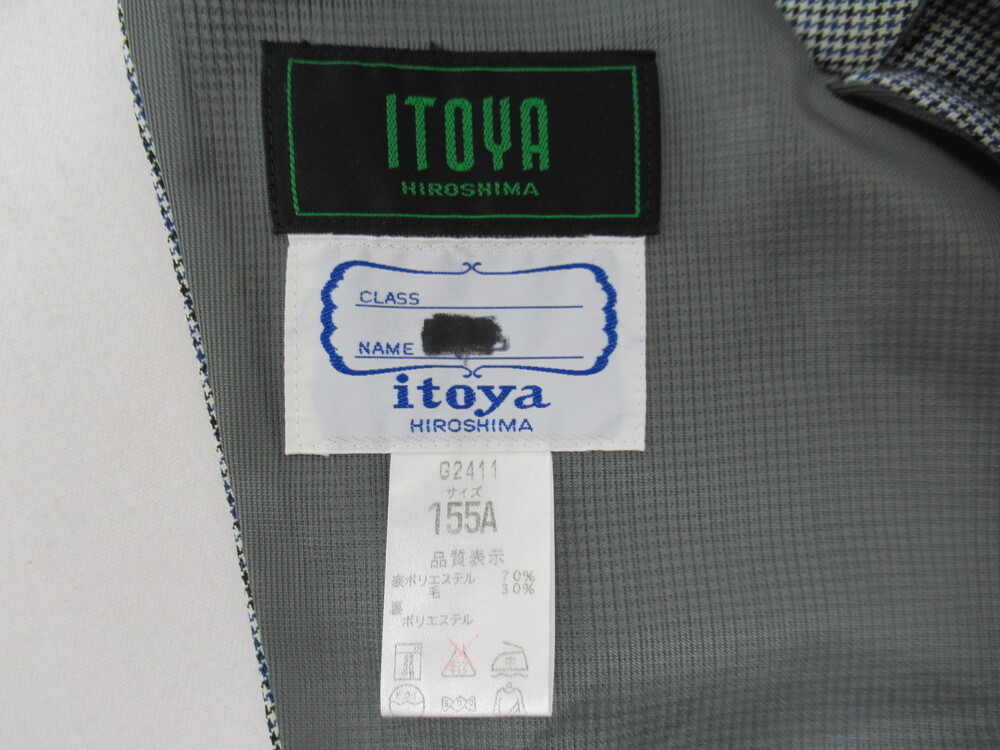 ITOYA
HIROSHIMA
CLASS
NAME
itoya
HIROSHIMA
G2411
サイズ
155A
品質表示
表ポリエステル 70%
毛 30%
裏
ポリエステル